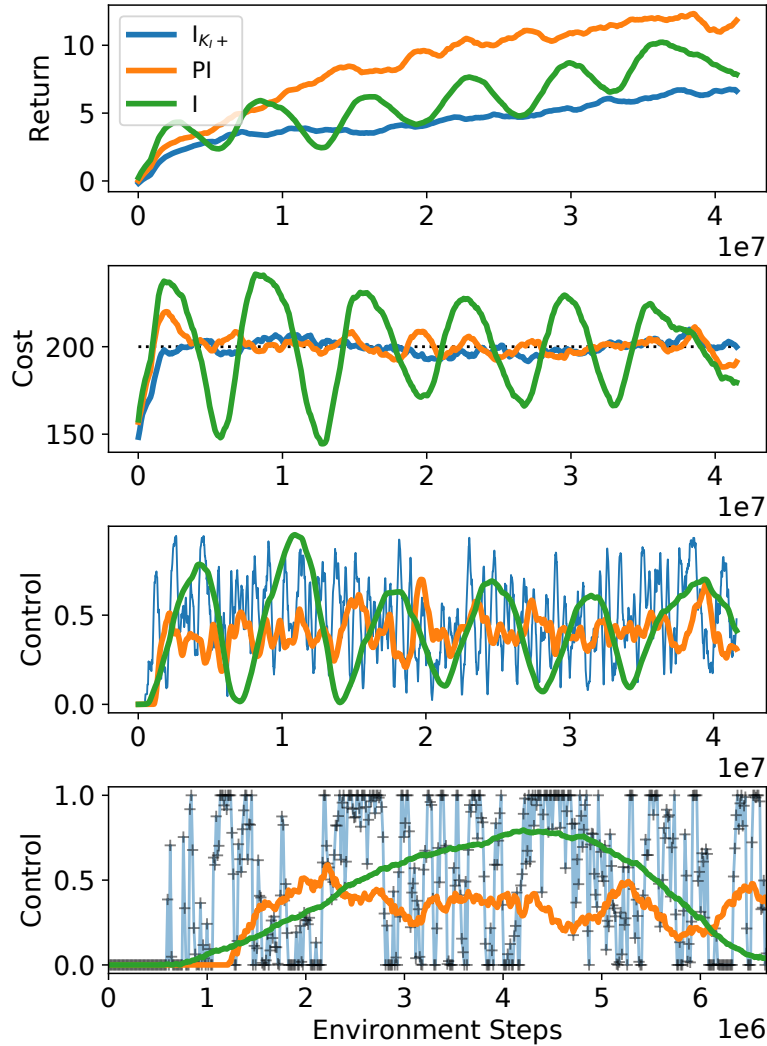 Return
10
5
0
I_{K_I+}
PI
I
0 1 2 3 4
1e7
Cost
200
150
0 1 2 3 4
1e7
Control
0.5
0.0
0 1 2 3 4
1e7
Control
1.0
0.5
0.0
0 1 2 3 4 5 6
Environment Steps 1e6